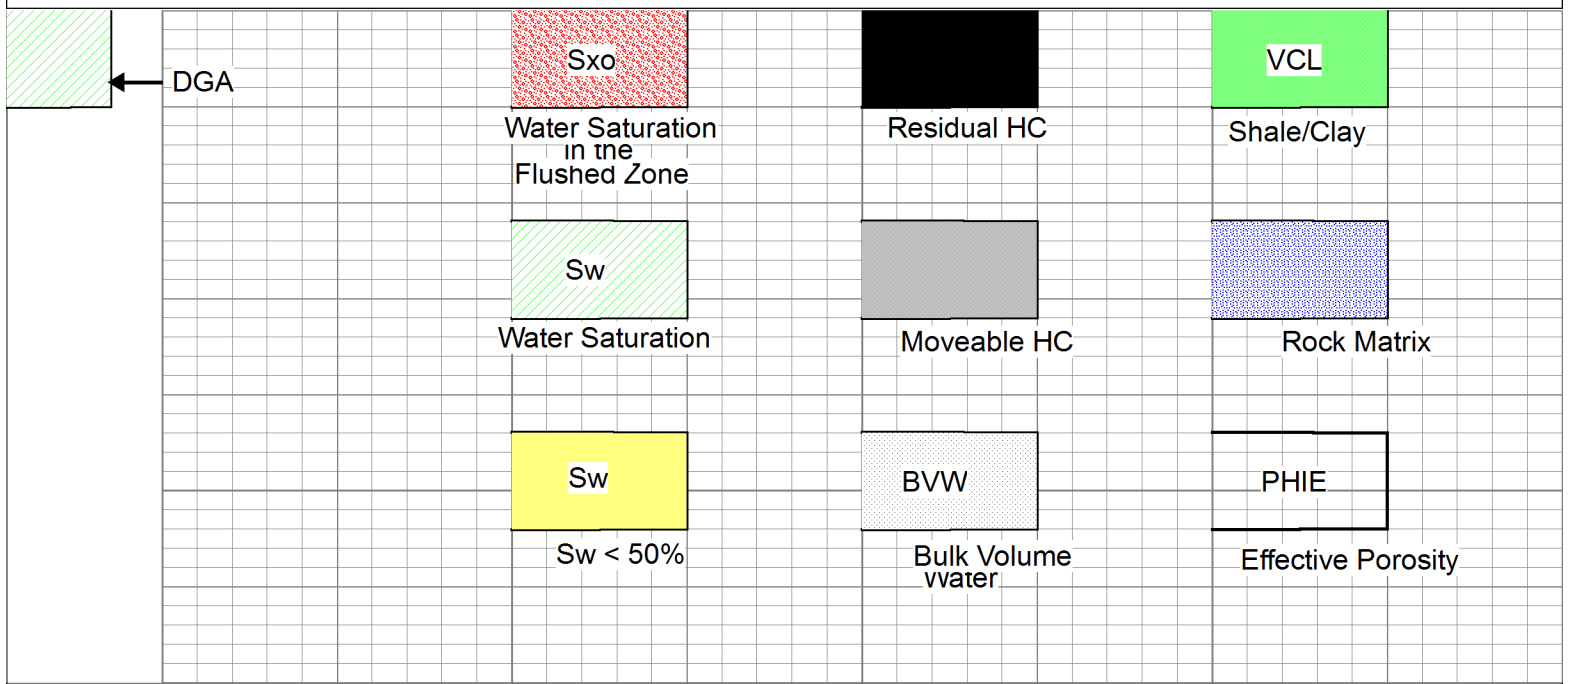 DGA
Sxo
Water Saturation
in the
Flushed Zone
Residual HC
VCL
Shale/Clay
Sw
Water Saturation
Moveable HC
Rock Matrix
Sw
Sw < 50%
BVW
Bulk Volume
Water
PHIE
Effective Porosity